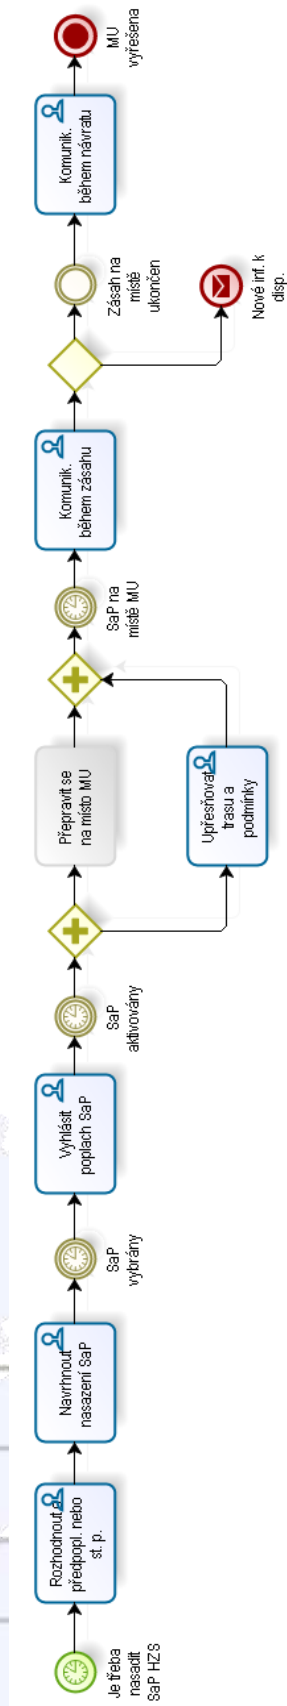 Je třeba
nasadit
SaP HZS
Rozhodnout o
předpopl. nebo
st. p.
Navrhnout
nasazení SaP
SaP
vybrány
Vyhlásit
poplach SaP
SaP
aktivovány
Přepravit se
na místo MU
Upřesňovat
trasu a
podmínky
SaP na
místě MU
Komunik.
během zásahu
Zásah na
místě
ukončen
Nové inf. k
disp.
Komunik.
během návratu
MU
vyřešena